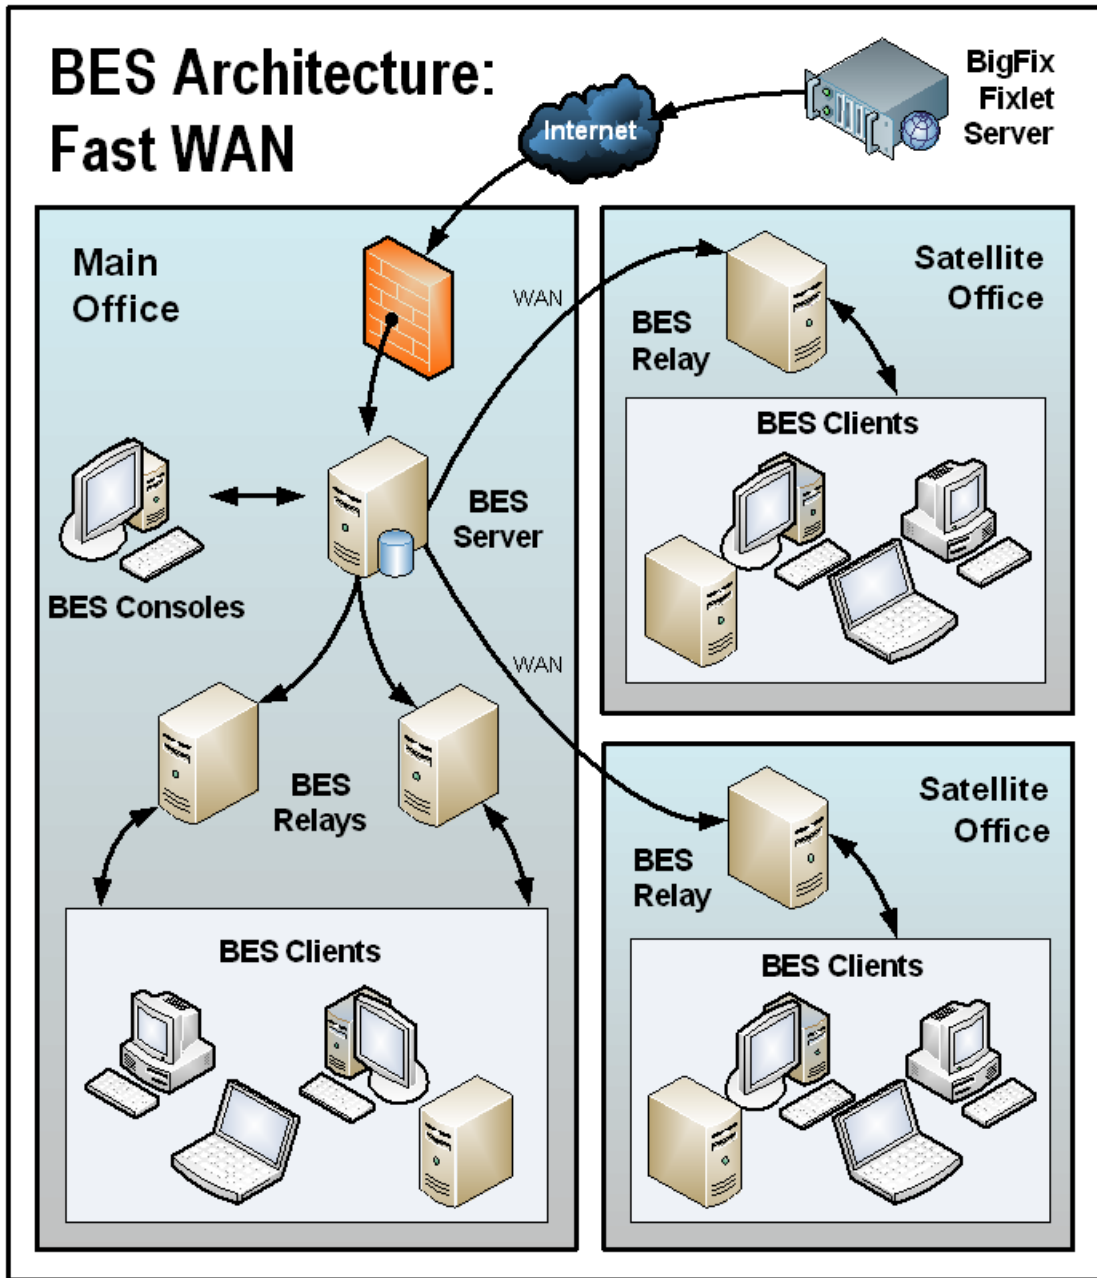 BES Architecture:
Fast WAN
Internet
BigFix
Fixlet
Server
Main
Office
WAN
Satellite
Office
BES
Relay
BES Clients
BES
Server
BES Consoles
WAN
BES
Relays
Satellite
Office
BES
Relay
BES Clients
BES Clients